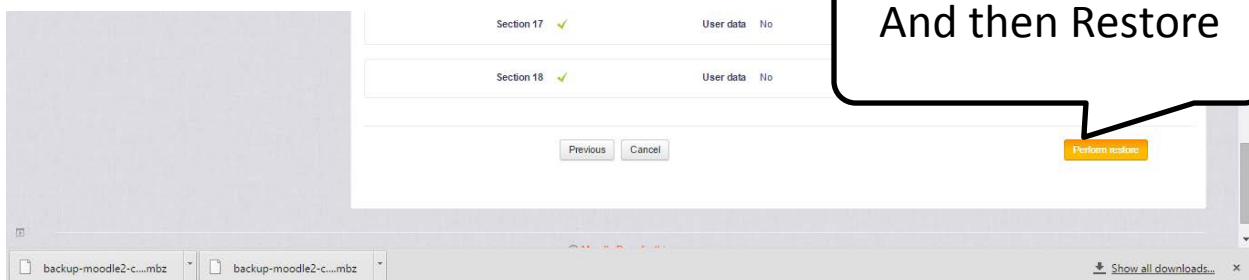 And then Restore
Section 17 User data No
Section 18 User data No
Previous Cancel Perform restore
backup-moodle2-c....mbz backup-moodle2-c....mbz Show all downloads...